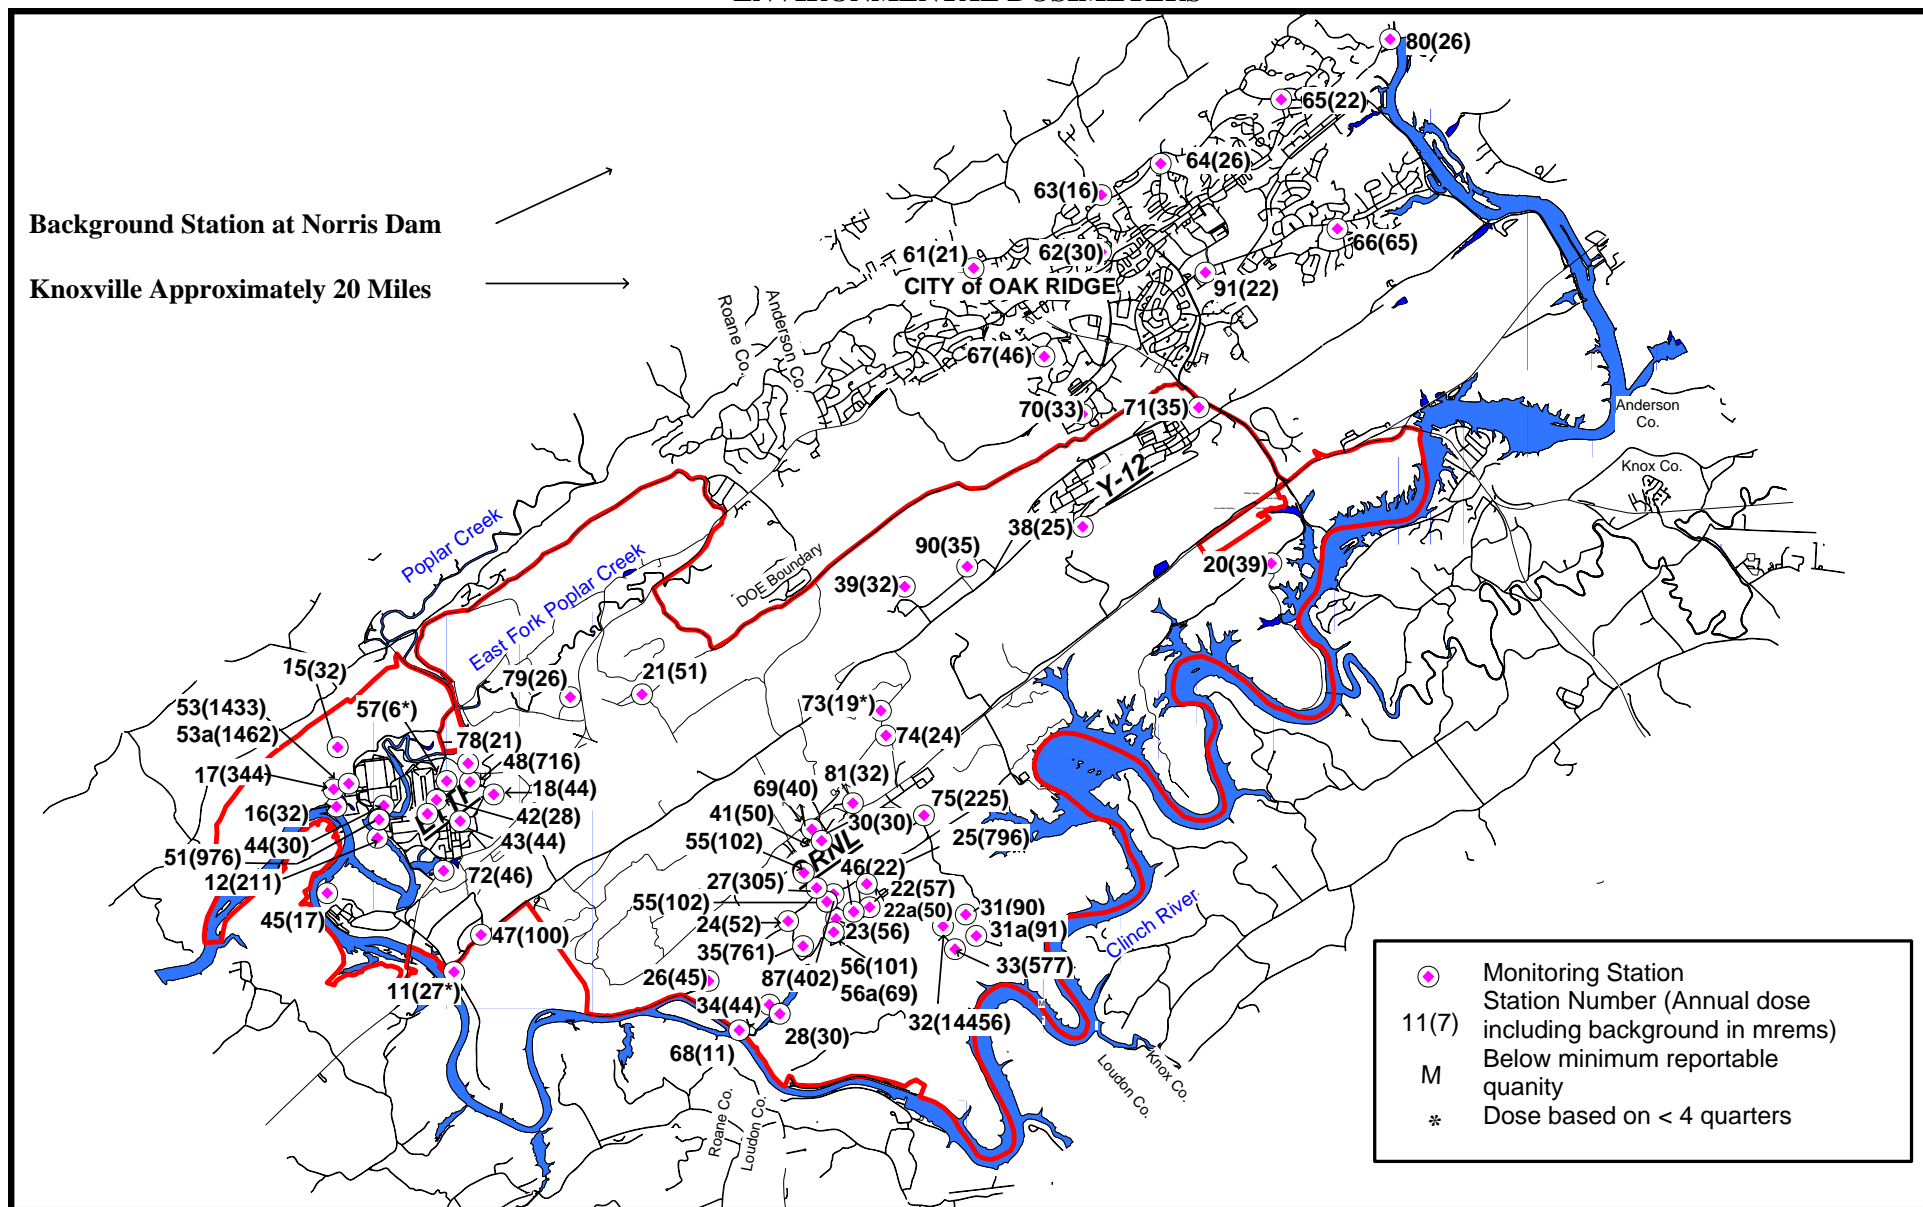 ENVIRONMENTAL DOSIMETERS
80(26)
65(22)
64(26)
63(16)
Background Station at Norris Dam
66(65)
61(21)
62(30)
Knoxville Approximately 20 Miles
CITY of OAK RIDGE
91(22)
Roane Co.
Anderson Co.
67(46)
70(33)
71(35)
Anderson
Co.
Knox Co.
Y-12
Poplar Creek
38(25)
90(35)
20(39)
39(32)
DOE Boundary
East Fork Poplar Creek
15(32)
79(26)
21(51)
53(1433)
57(6*)
53a(1462)
73(19*)
78(21)
74(24)
48(716)
17(344)
18(44)
81(32)
69(40)
75(225)
16(32)
42(28)
41(50)
30(30)
25(796)
44(30)
43(44)
55(102)
51(976)
ORNL
12(211)
72(46)
46(22)
27(305)
22(57)
55(102)
22a(50)
31(90)
45(17)
24(52)
23(56)
31a(91)
47(100)
35(761)
56(101)
33(577)
Clinch River
26(45)
87(402)
11(27*)
56a(69)
34(44)
32(14456)
M
28(30)
68(11)
Knox Co.
Loudon Co.
Roane Co.
Loudon Co.
Monitoring Station
Station Number (Annual dose
11(7)
including background in mrems)
Below minimum reportable
M
quanity
* Dose based on < 4 quarters